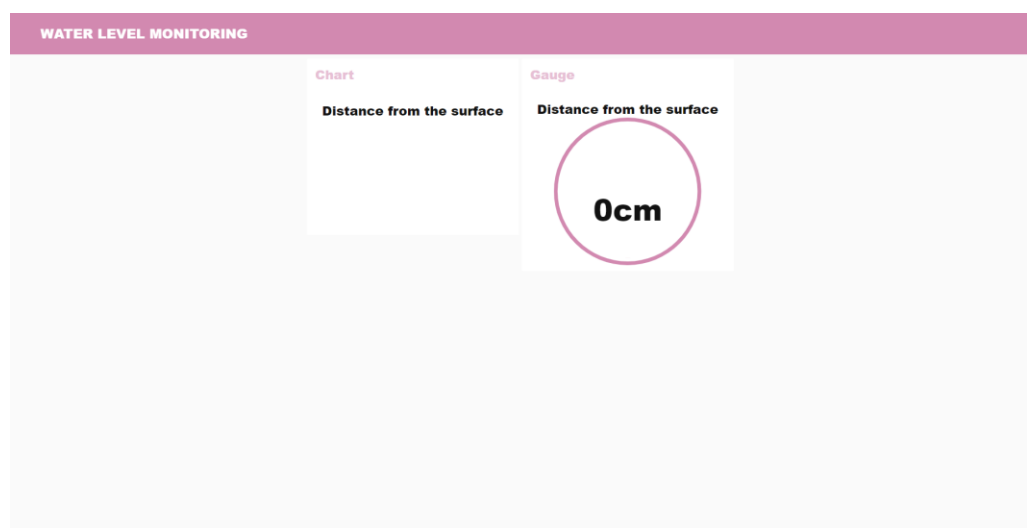 WATER LEVEL MONITORING
Chart
Distance from the surface
Gauge
Distance from the surface
0cm